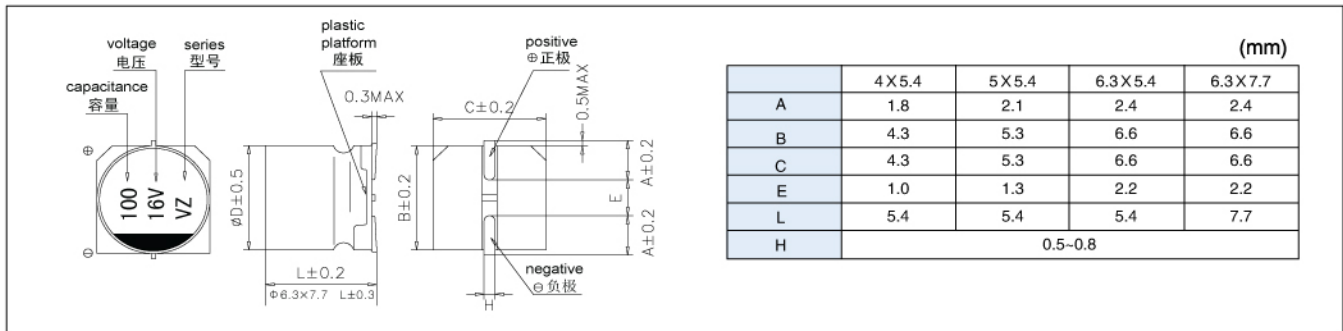 voltage
电压
series
型号
capacitance
容量
⊕
100
16V
VZ
⊖
plastic
platform
座板
0.3MAX
ØD±0.5
L±0.2
Φ6.3×7.7 L±0.3
positive
⊕正极
C±0.2
0.5MAX
B±0.2
A±0.2
E
A±0.2
negative
⊖负极
H
(mm)
4X5.4 5X5.4 6.3X5.4 6.3X7.7
A 1.8 2.1 2.4 2.4
B 4.3 5.3 6.6 6.6
C 4.3 5.3 6.6 6.6
E 1.0 1.3 2.2 2.2
L 5.4 5.4 5.4 7.7
H 0.5~0.8